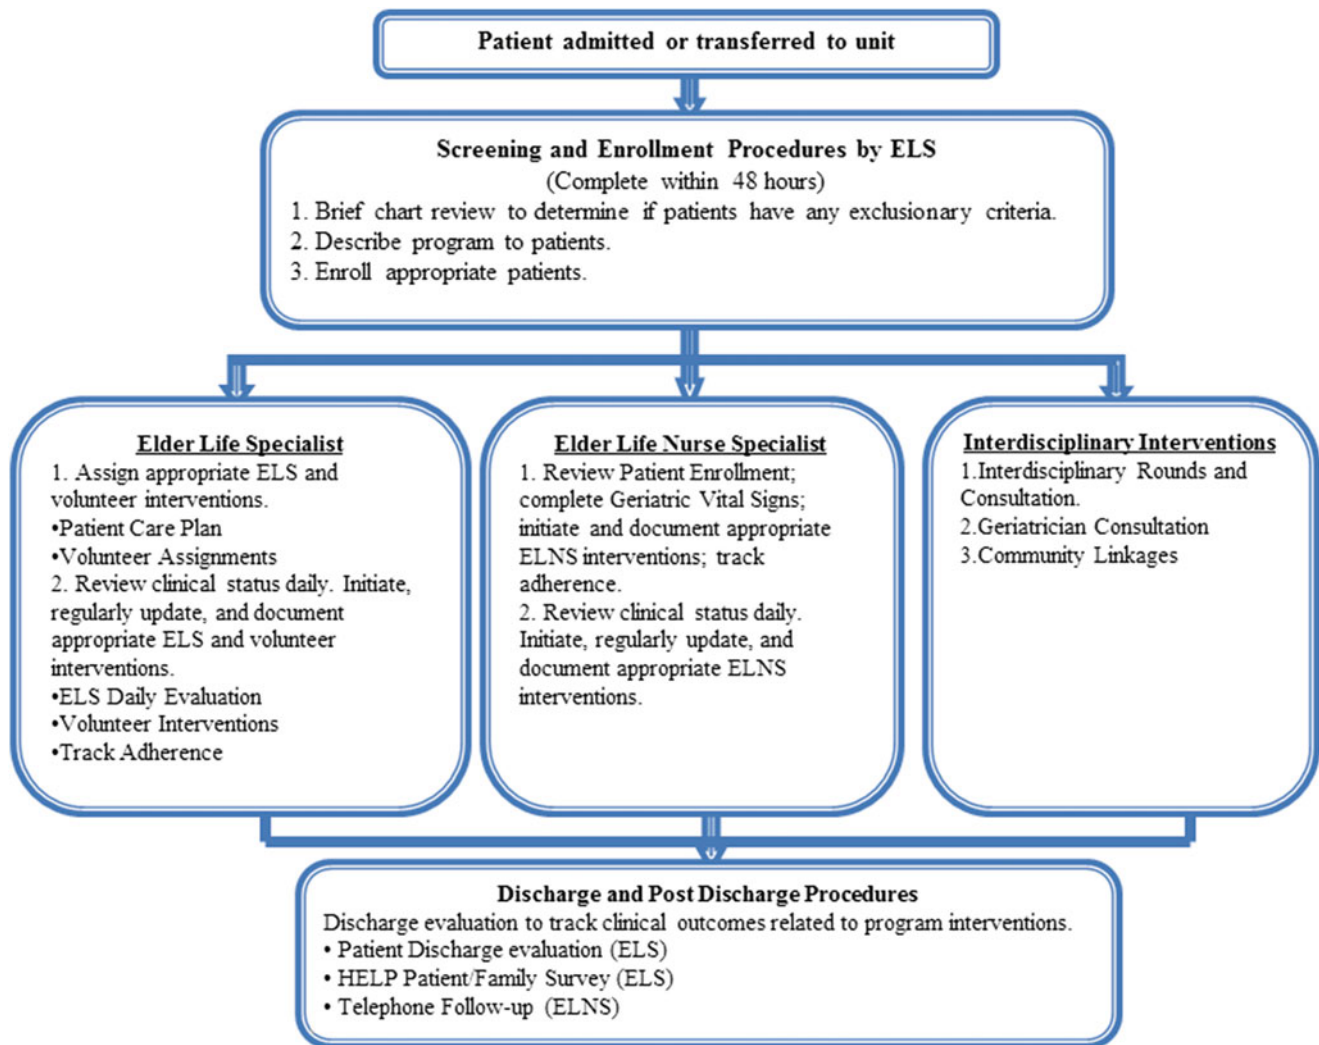 Patient admitted or transferred to unit
Screening and Enrollment Procedures by ELS
(Complete within 48 hours)
1. Brief chart review to determine if patients have any exclusionary criteria.
2. Describe program to patients.
3. Enroll appropriate patients.
Elder Life Specialist
1. Assign appropriate ELS and
volunteer interventions.
•Patient Care Plan
•Volunteer Assignments
2. Review clinical status daily. Initiate,
regularly update, and document
appropriate ELS and volunteer
interventions.
•ELS Daily Evaluation
•Volunteer Interventions
•Track Adherence
Elder Life Nurse Specialist
1. Review Patient Enrollment;
complete Geriatric Vital Signs;
initiate and document appropriate
ELNS interventions; track
adherence.
2. Review clinical status daily.
Initiate, regularly update, and
document appropriate ELNS
interventions.
Interdisciplinary Interventions
1.Interdisciplinary Rounds and
Consultation.
2.Geriatrician Consultation
3.Community Linkages
Discharge and Post Discharge Procedures
Discharge evaluation to track clinical outcomes related to program interventions.
• Patient Discharge evaluation (ELS)
• HELP Patient/Family Survey (ELS)
• Telephone Follow-up (ELNS)